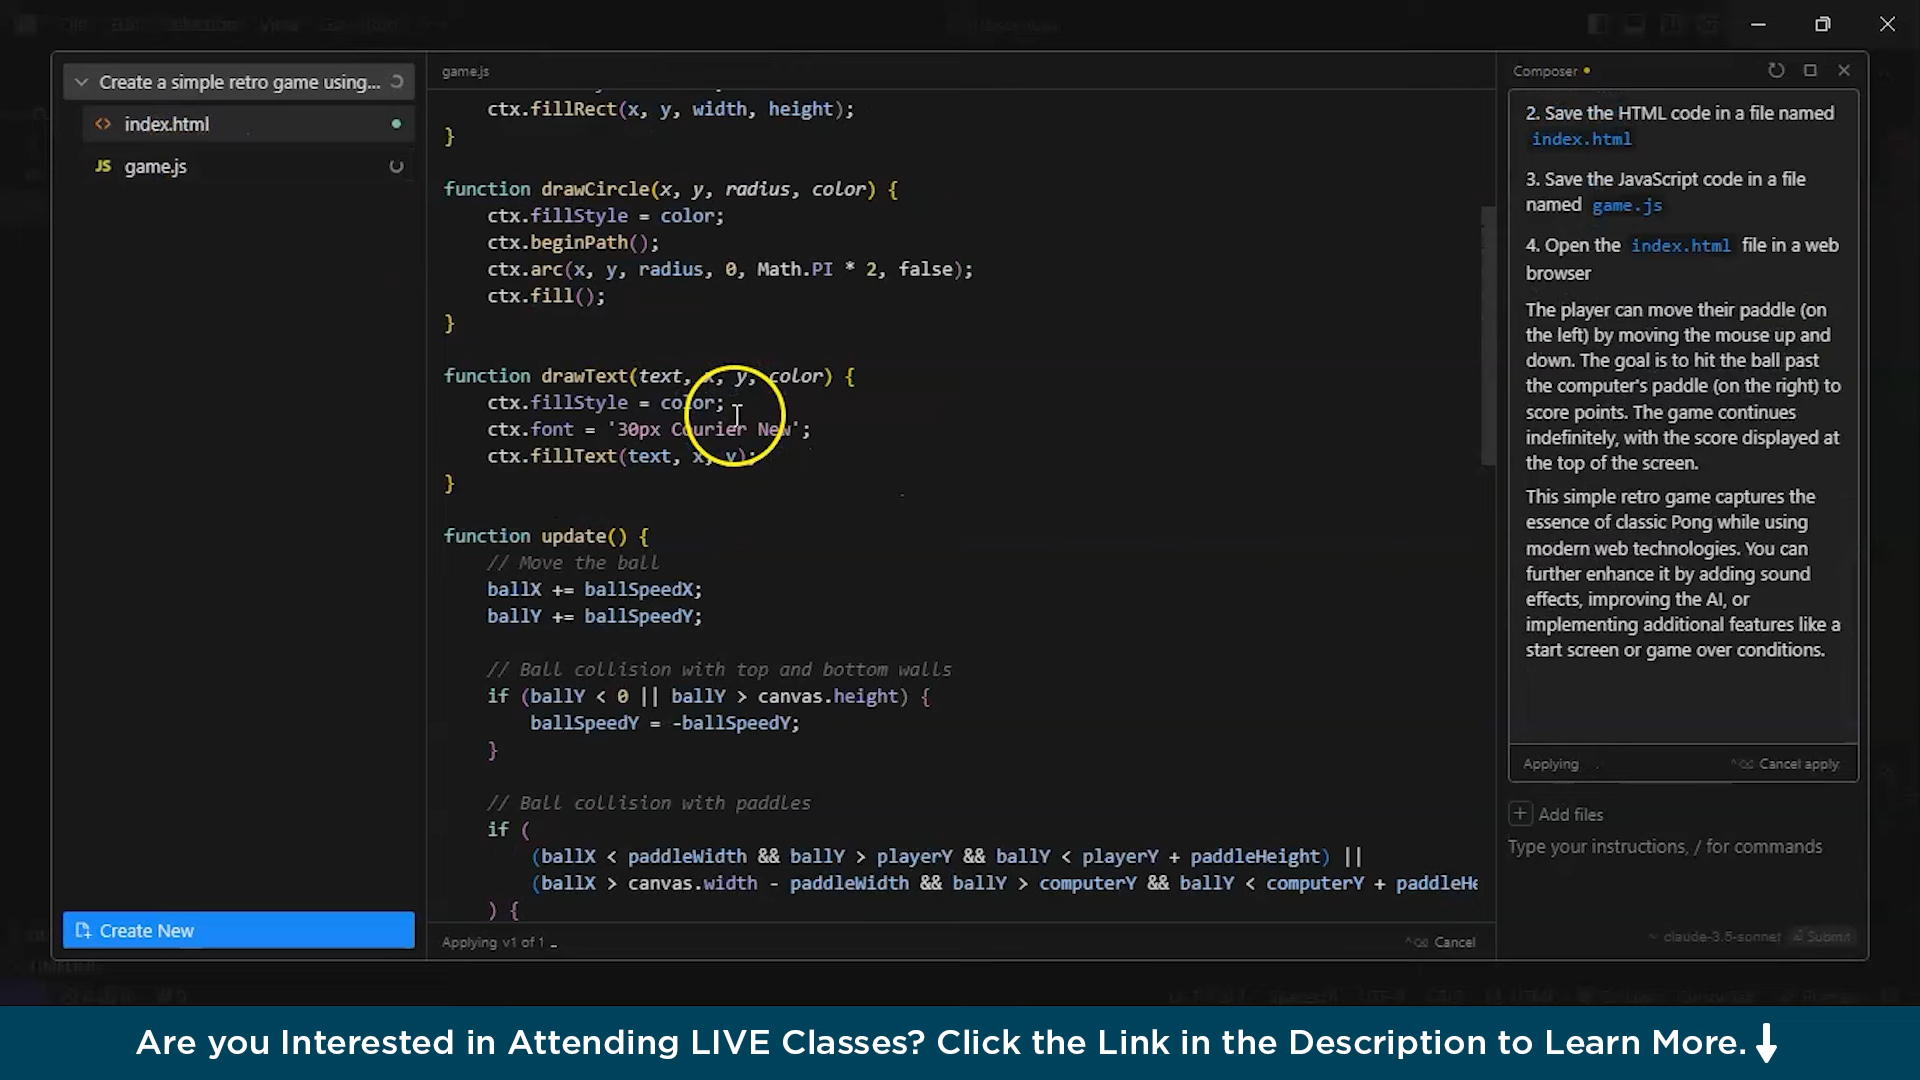 Create a simple retro game using...
index.html
JS game.js
Create New
game.js
ctx.fillRect(x, y, width, height);
}
function drawCircle(x, y, radius, color) {
ctx.fillStyle = color;
ctx.beginPath();
ctx.arc(x, y, radius, 0, Math.PI * 2, false);
ctx.fill();
}
function drawText(text, x, y, color) {
ctx.fillStyle = color;
ctx.font = '30px Courier New';
ctx.fillText(text, x, y);
}
function update() {
// Move the ball
ballX += ballSpeedX;
ballY += ballSpeedY;
// Ball collision with top and bottom walls
if (ballY < 0 || ballY > canvas.height) {
ballSpeedY = -ballSpeedY;
}
// Ball collision with paddles
if (
(ballX < paddleWidth && ballY > playerY && ballY < playerY + paddleHeight) ||
(ballX > canvas.width - paddleWidth && ballY > computerY && ballY < computerY + paddleHe
) {
Applying v1 of 1
Cancel
Composer
2. Save the HTML code in a file named
index.html
3. Save the JavaScript code in a file
named game.js
4. Open the index.html file in a web
browser
The player can move their paddle (on
the left) by moving the mouse up and
down. The goal is to hit the ball past
the computer's paddle (on the right) to
score points. The game continues
indefinitely, with the score displayed at
the top of the screen.
This simple retro game captures the
essence of classic Pong while using
modern web technologies. You can
further enhance it by adding sound
effects, improving the AI, or
implementing additional features like a
start screen or game over conditions.
Applying
Cancel apply
Add files
Type your instructions, / for commands
claude-3.5-sonnet
Submit
Are you Interested in Attending LIVE Classes? Click the Link in the Description to Learn More.